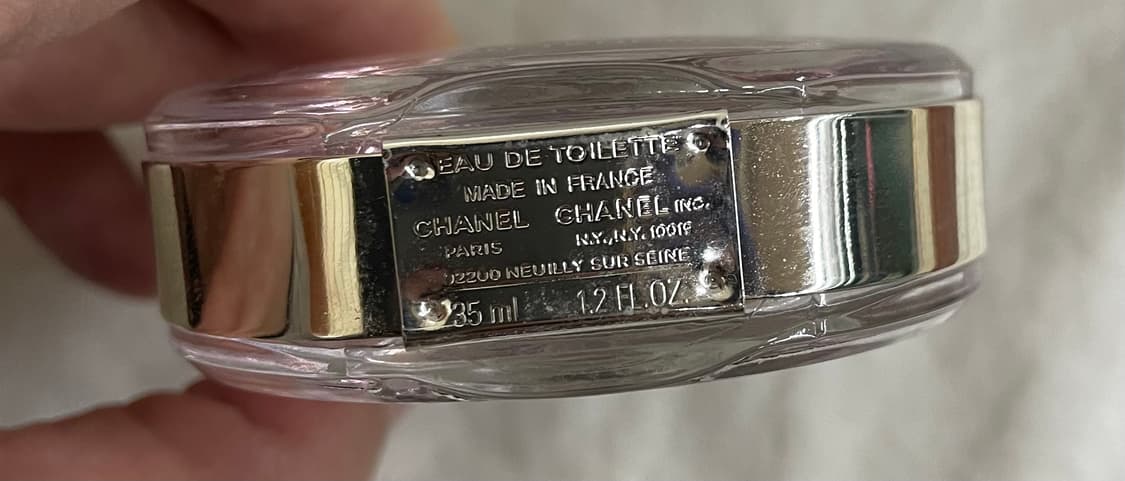 EAU DE TOILETTE
MADE IN FRANCE
CHANEL CHANEL INC.
PARIS N.Y., N.Y. 10019
92200 NEUILLY SUR SEINE
35 ml 1.2 FL.OZ.